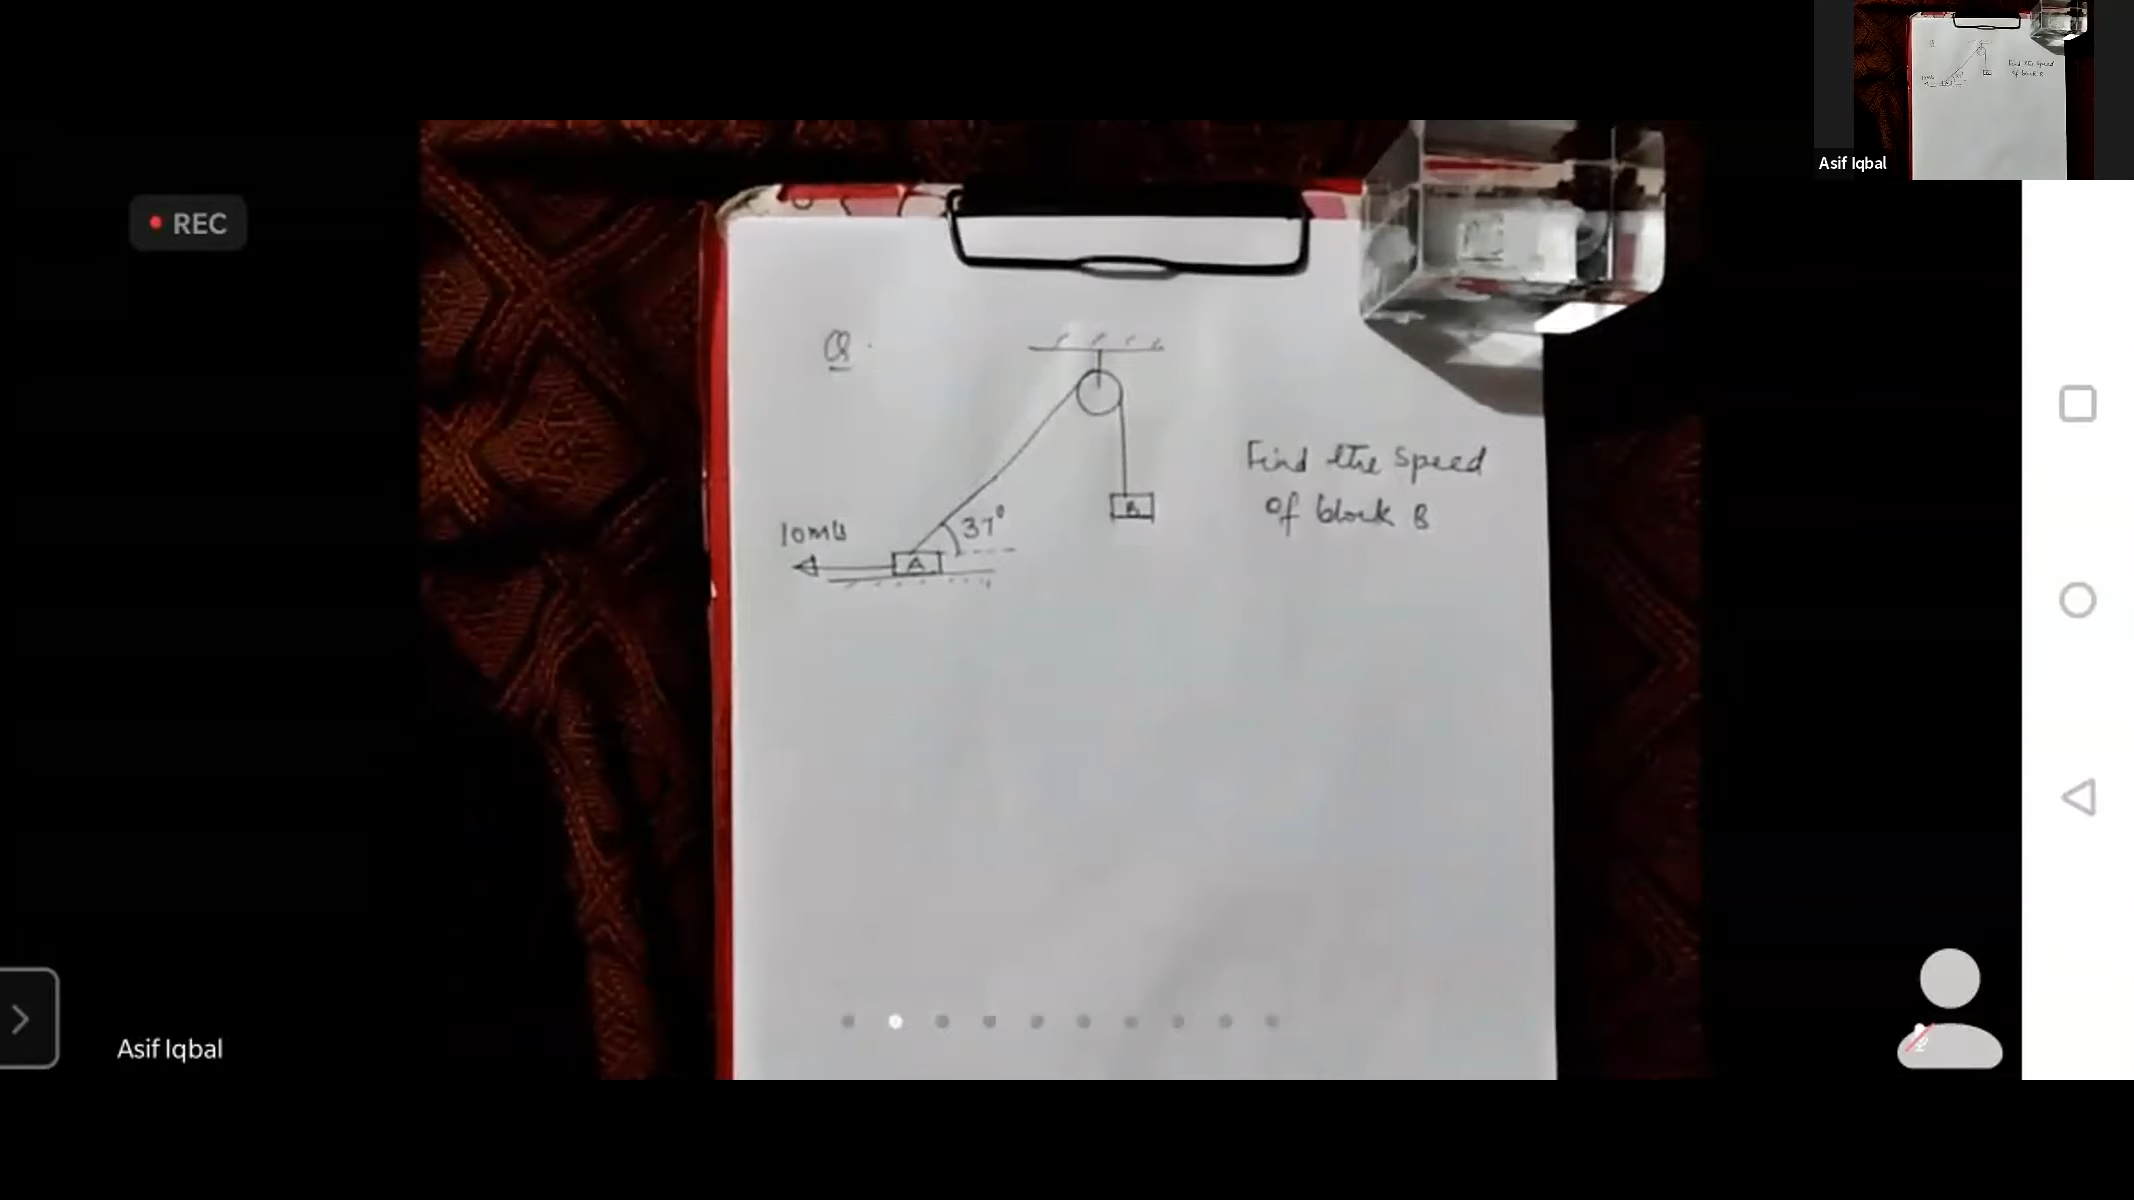 Asif Iqbal
REC
Q.
Find the speed
of block B
10m/s
37°
B
A
Asif Iqbal